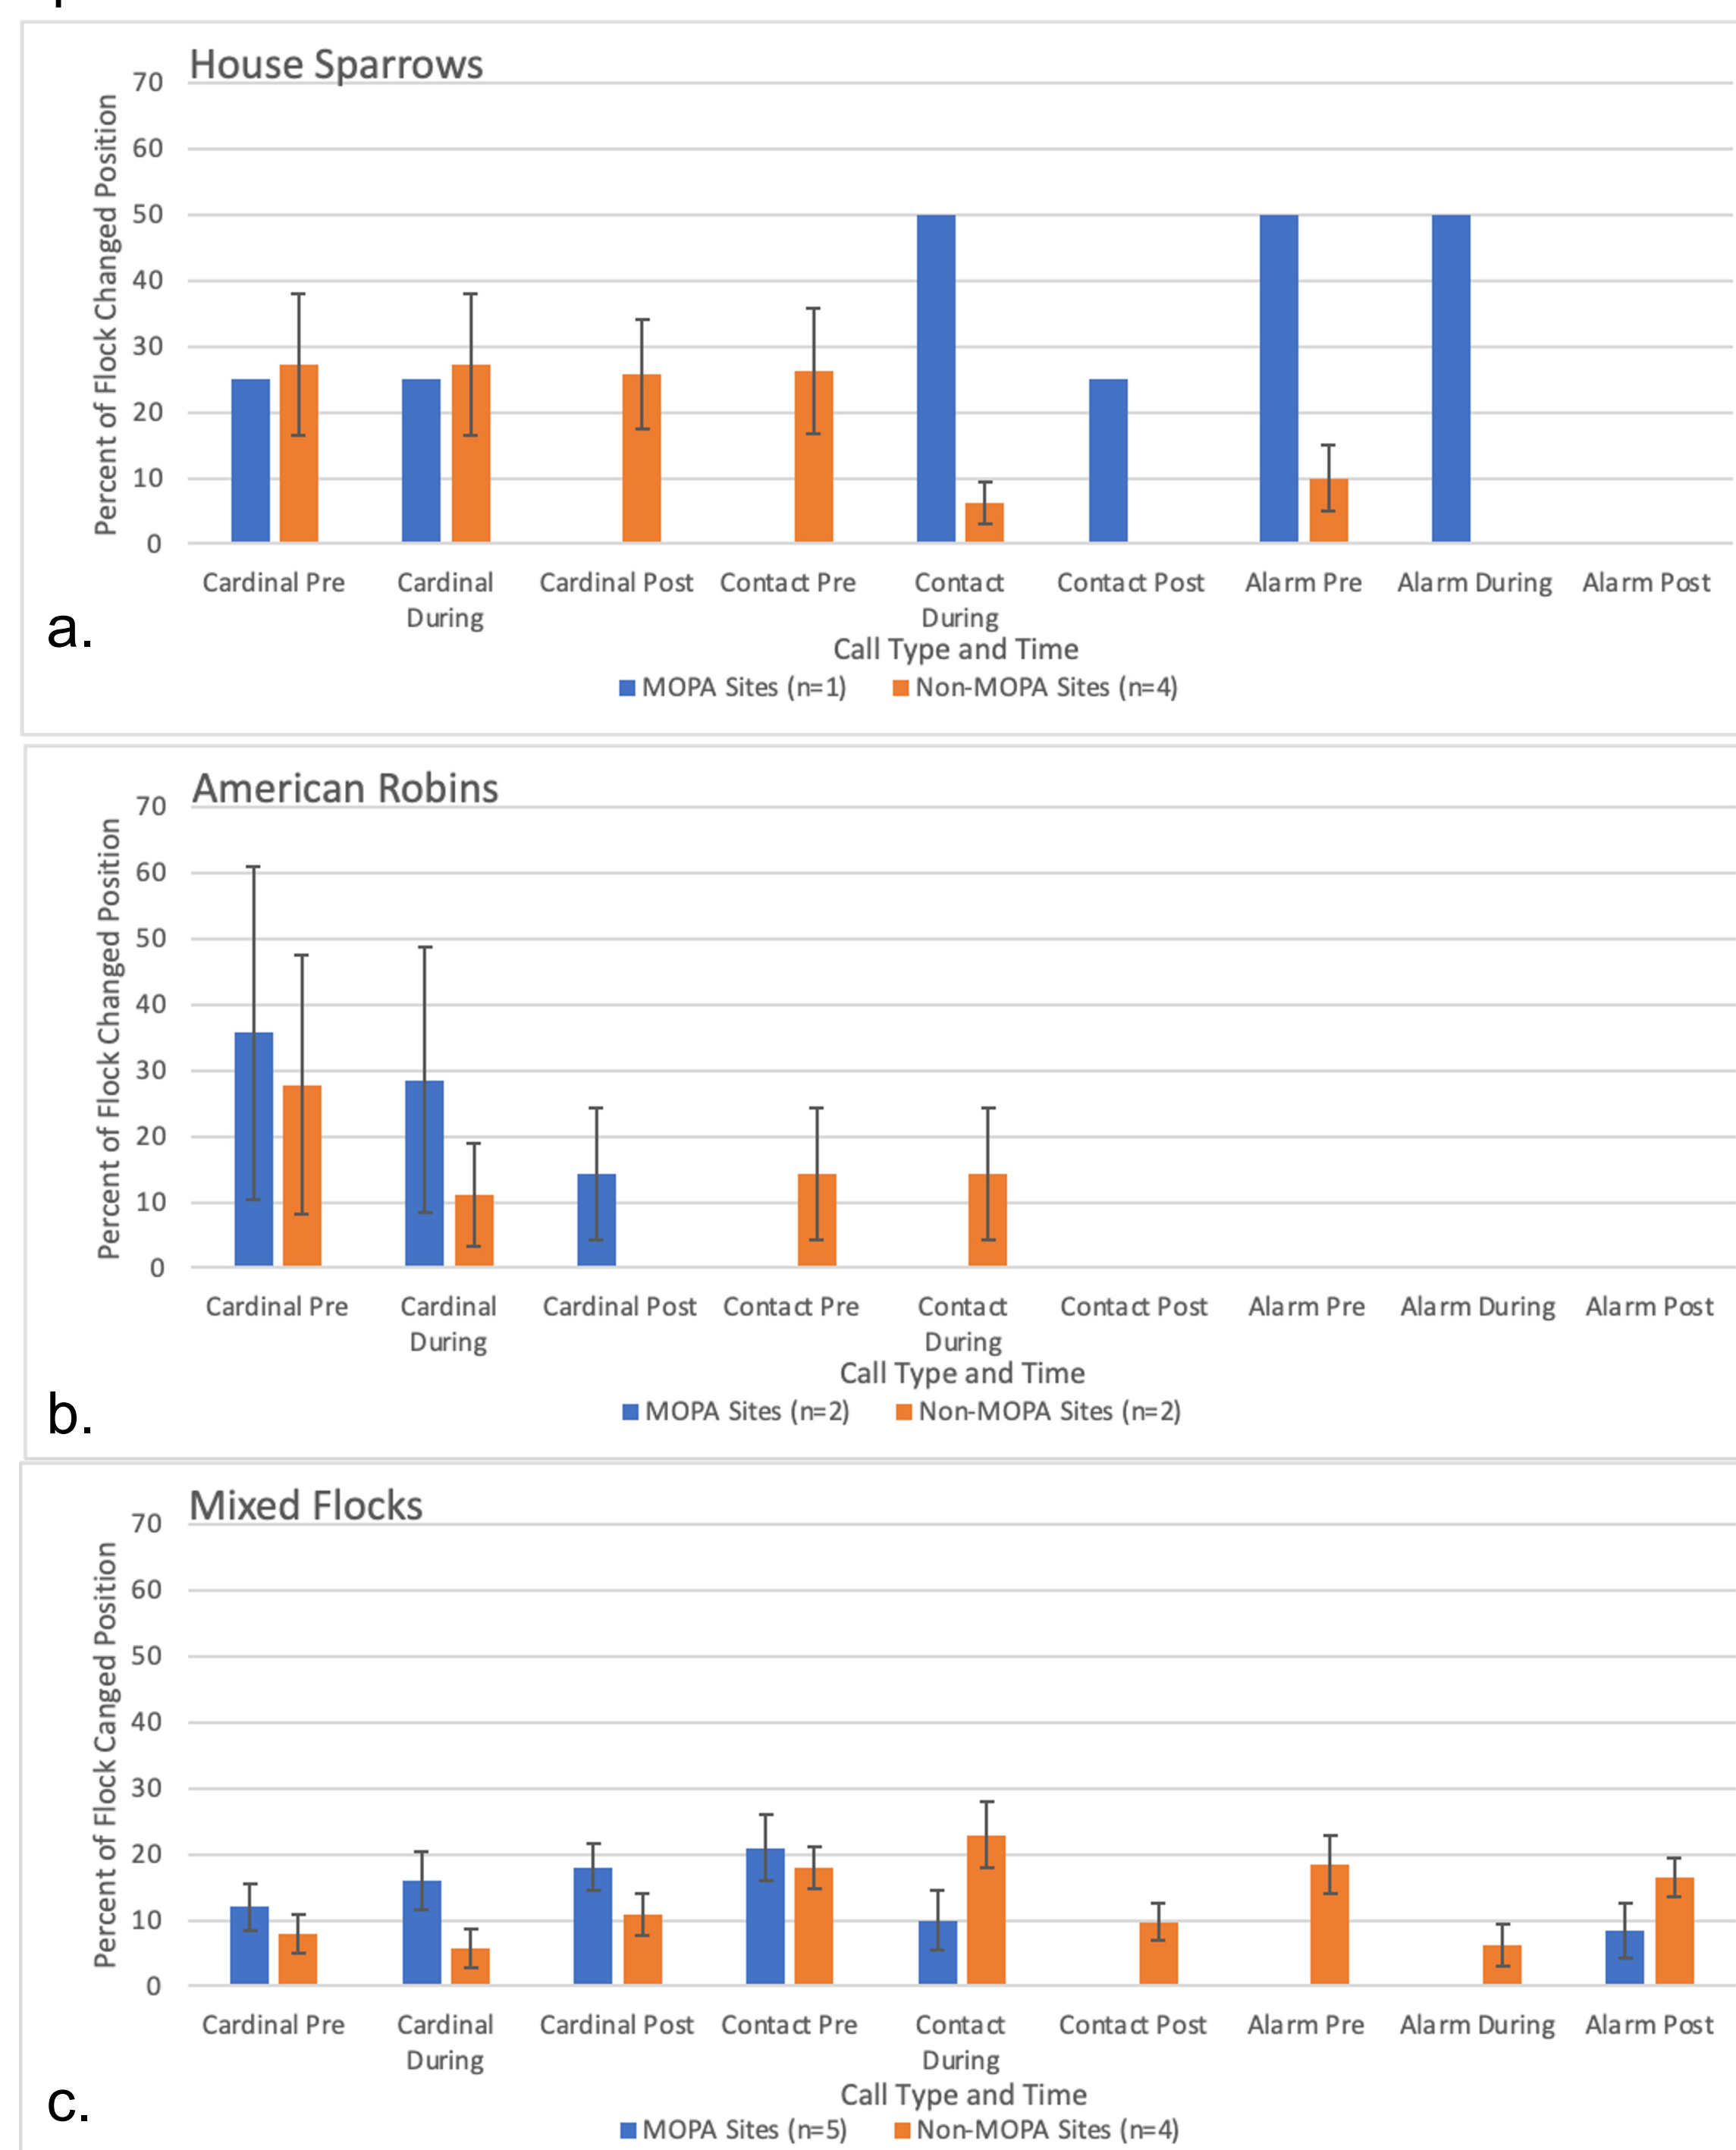 House Sparrows
Percent of Flock Changed Position
70
60
50
40
30
20
10
0
Cardinal Pre
Cardinal
During
Cardinal Post
Contact Pre
Contact
During
Contact Post
Alarm Pre
Alarm During
Alarm Post
Call Type and Time
MOPA Sites (n=1)
Non-MOPA Sites (n=4)
a.
American Robins
Percent of Flock Changed Position
70
60
50
40
30
20
10
0
Cardinal Pre
Cardinal
During
Cardinal Post
Contact Pre
Contact
During
Contact Post
Alarm Pre
Alarm During
Alarm Post
Call Type and Time
MOPA Sites (n=2)
Non-MOPA Sites (n=2)
b.
Mixed Flocks
Percent of Flock Canged Position
70
60
50
40
30
20
10
0
Cardinal Pre
Cardinal
During
Cardinal Post
Contact Pre
Contact
During
Contact Post
Alarm Pre
Alarm During
Alarm Post
Call Type and Time
MOPA Sites (n=5)
Non-MOPA Sites (n=4)
c.